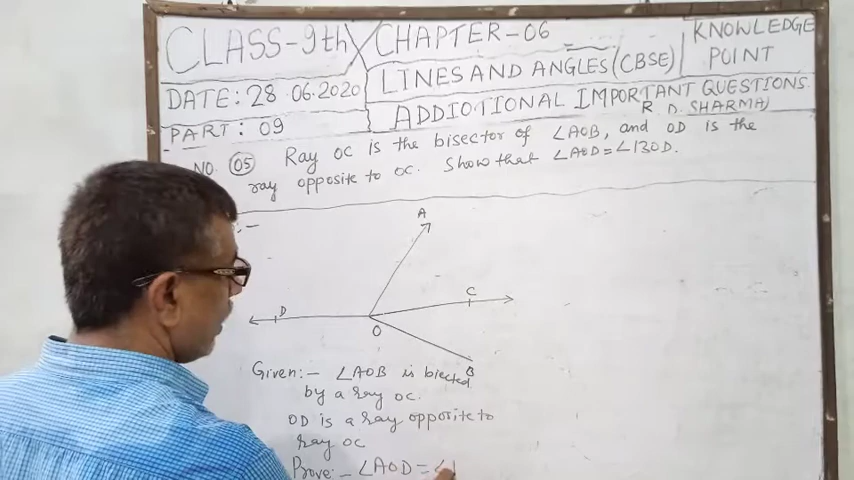 CLASS-9th
CHAPTER-06
KNOWLEDGE
POINT
LINES AND ANGLES (CBSE)
DATE: 28.06.2020
ADDIOTIONAL IMPORTANT QUESTIONS
R.D. SHARMA
PART: 09
NO. 05 Ray OC is the bisector of ∠AOB, and OD is the
ray opposite to OC. Show that ∠AOD = ∠BOD.
A
C
D
O
B
Given:- ∠AOB is biected
by a ray OC.
OD is a ray opposite to
ray OC
Prove:- ∠AOD = ∠